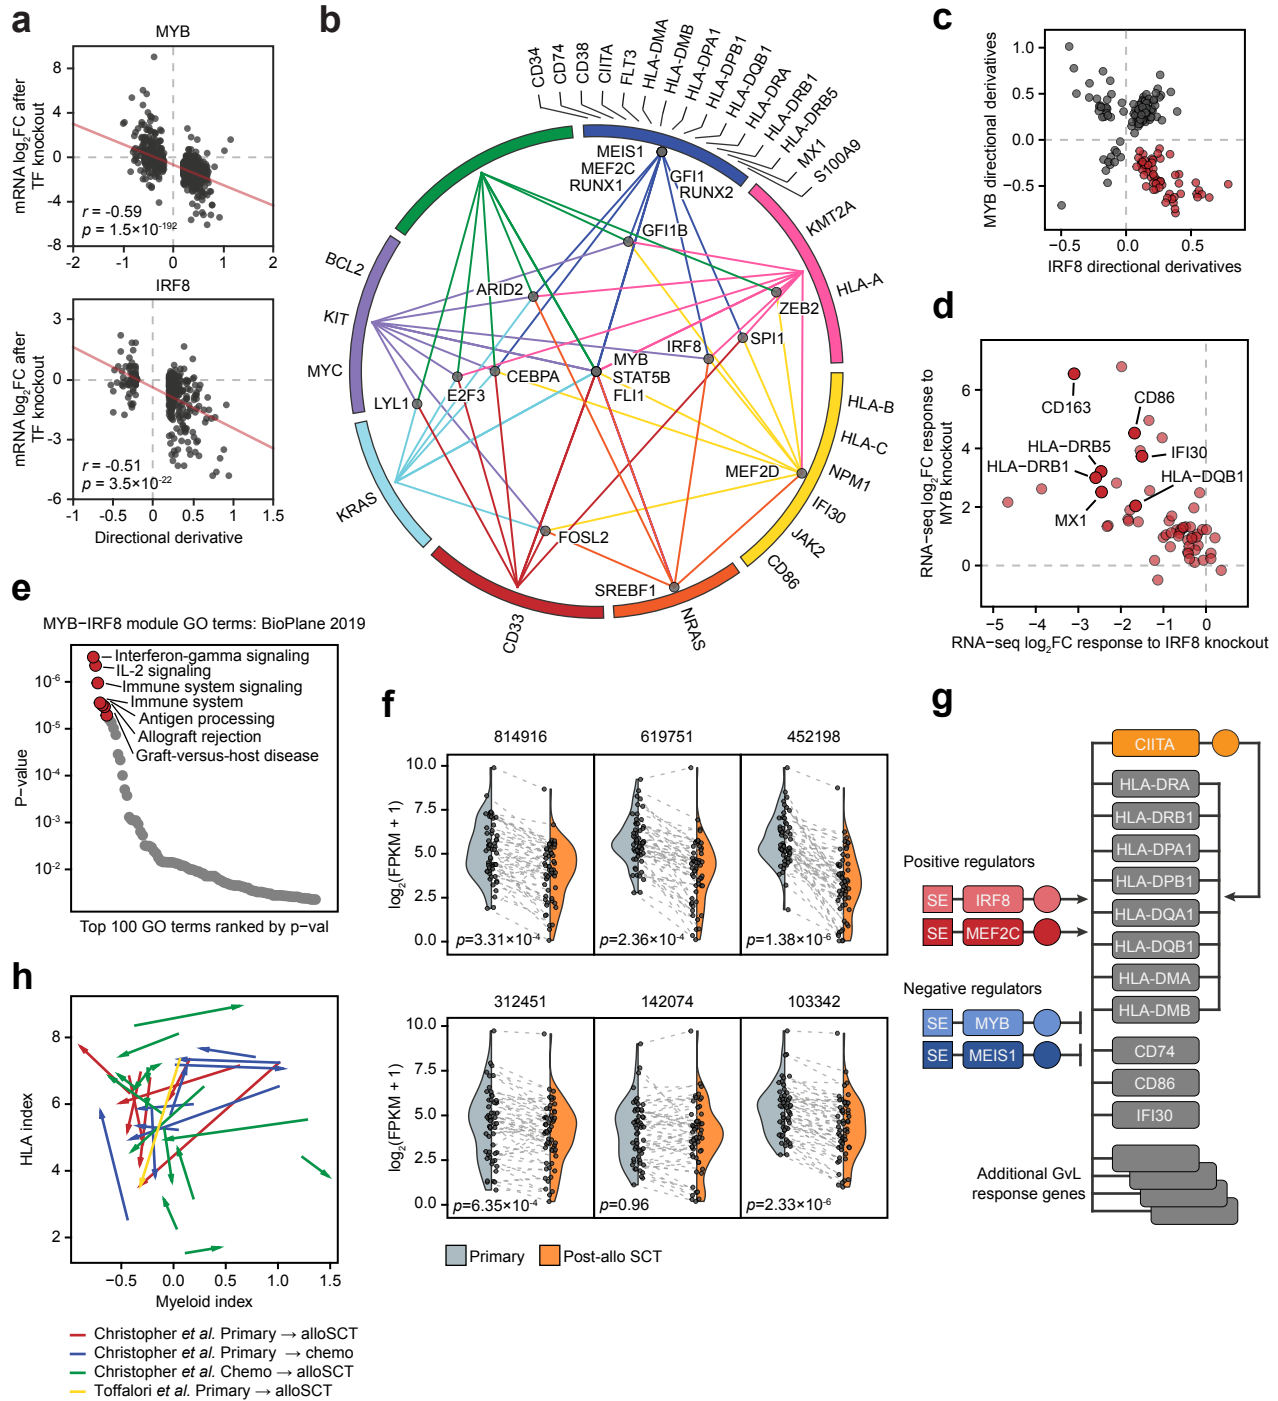 a
MYB
mRNA log2FC after
TF knockout
8
4
0
-4
-8
r = -0.59
p = 1.5×10-192
-2
-1
0
1
2
IRF8
mRNA log2FC after
TF knockout
3
0
-3
-6
r = -0.51
p = 3.5×10-22
-1
-0.5
0
0.5
1
1.5
Directional derivative
b
CD34
CD74
CD38
CIITA
FLT3
HLA-DMA
HLA-DMB
HLA-DPA1
HLA-DPB1
HLA-DQB1
HLA-DRA
HLA-DRB1
HLA-DRB5
MX1
S100A9
KMT2A
HLA-A
HLA-B
HLA-C
NPM1
IFI30
JAK2
CD86
NRAS
CD33
KRAS
MYC
KIT
BCL2
MEIS1
MEF2C
RUNX1
GFI1
RUNX2
GFI1B
ARID2
ZEB2
SPI1
IRF8
MYB
STAT5B
FLI1
CEBPA
E2F3
LYL1
MEF2D
FOSL2
SREBF1
c
MYB directional derivatives
1.0
0.5
0.0
−0.5
−0.5
0.0
0.5
IRF8 directional derivatives
d
RNA−seq log2FC response to
MYB knockout
6
4
2
0
CD163
CD86
HLA−DRB5
IFI30
HLA−DRB1
HLA−DQB1
MX1
−5
−4
−3
−2
−1
0
RNA−seq log2FC response to IRF8 knockout
e
MYB−IRF8 module GO terms: BioPlane 2019
P−value
10-6
10-5
10-4
10-3
10-2
Interferon-gamma signaling
IL-2 signaling
Immune system signaling
Immune system
Antigen processing
Allograft rejection
Graft-versus-host disease
Top 100 GO terms ranked by p−val
f
814916
619751
452198
log2(FPKM + 1)
10.0
7.5
5.0
2.5
0.0
p=3.31×10-4
p=2.36×10-4
p=1.38×10-6
312451
142074
103342
log2(FPKM + 1)
10.0
7.5
5.0
2.5
0.0
p=6.35×10-4
p=0.96
p=2.33×10-6
Primary
Post-allo SCT
g
CIITA
HLA-DRA
HLA-DRB1
HLA-DPA1
HLA-DPB1
HLA-DQA1
HLA-DQB1
HLA-DMA
HLA-DMB
CD74
CD86
IFI30
Positive regulators
SE
IRF8
SE
MEF2C
Negative regulators
SE
MYB
SE
MEIS1
Additional GvL
response genes
h
HLA index
8
6
4
2
−0.5
0.0
0.5
1.0
1.5
Myeloid index
Christopher et al. Primary → alloSCT
Christopher et al. Primary → chemo
Christopher et al. Chemo → alloSCT
Toffalori et al. Primary → alloSCT